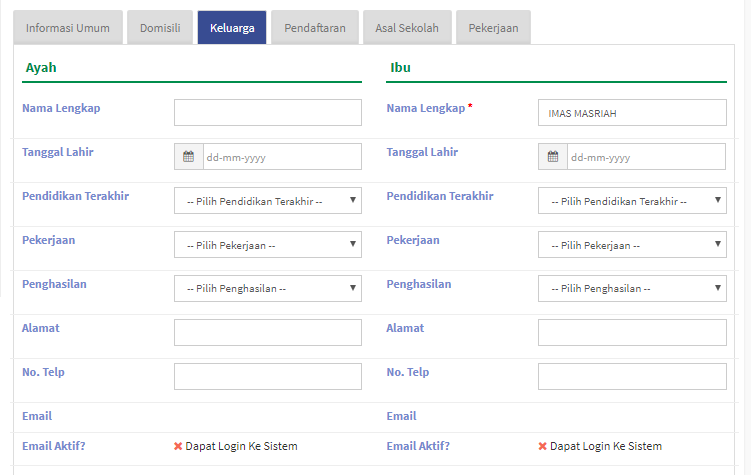 Informasi Umum Domisili Keluarga Pendaftaran Asal Sekolah Pekerjaan
Ayah Ibu
Nama Lengkap Nama Lengkap * IMAS MASRIAH
Tanggal Lahir dd-mm-yyyy Tanggal Lahir dd-mm-yyyy
Pendidikan Terakhir -- Pilih Pendidikan Terakhir -- Pendidikan Terakhir -- Pilih Pendidikan Terakhir --
Pekerjaan -- Pilih Pekerjaan -- Pekerjaan -- Pilih Pekerjaan --
Penghasilan -- Pilih Penghasilan -- Penghasilan -- Pilih Penghasilan --
Alamat Alamat
No. Telp No. Telp
Email Email
Email Aktif? Dapat Login Ke Sistem Email Aktif? Dapat Login Ke Sistem